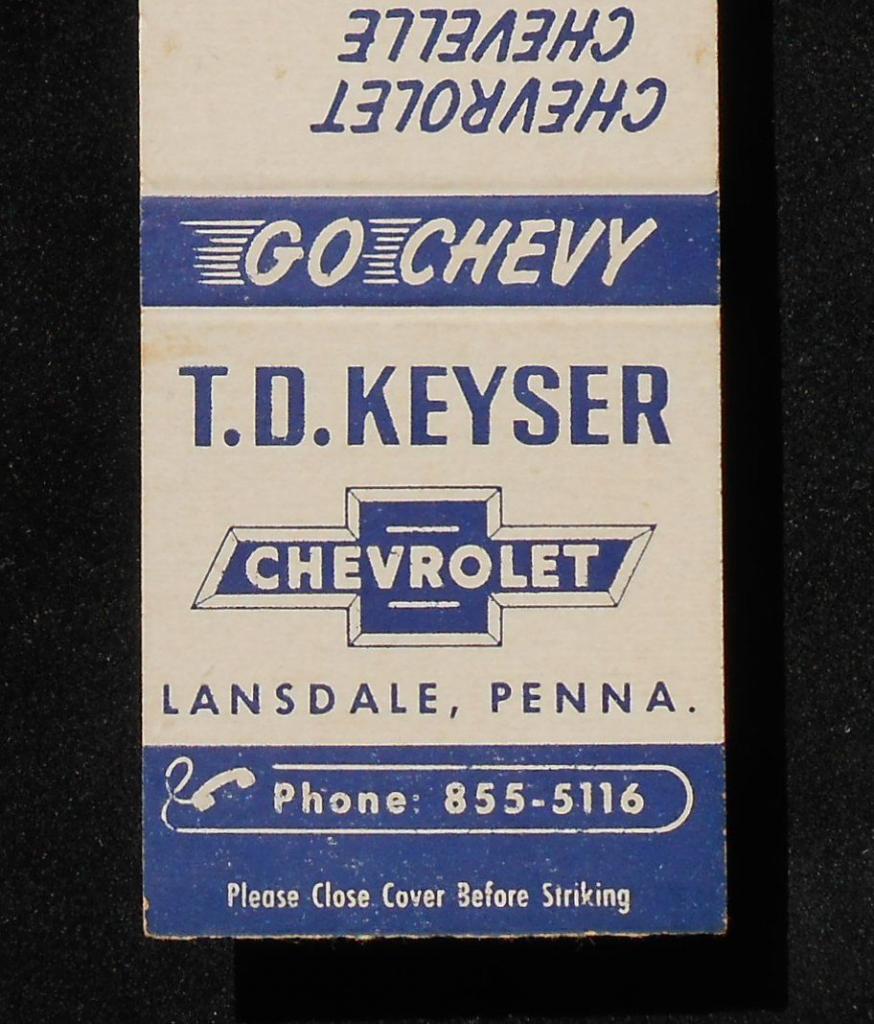 CHEVELLE
CHEVROLET
GO CHEVY
T.D.KEYSER
CHEVROLET
LANSDALE, PENNA.
Phone: 855-5116
Please Close Cover Before Striking